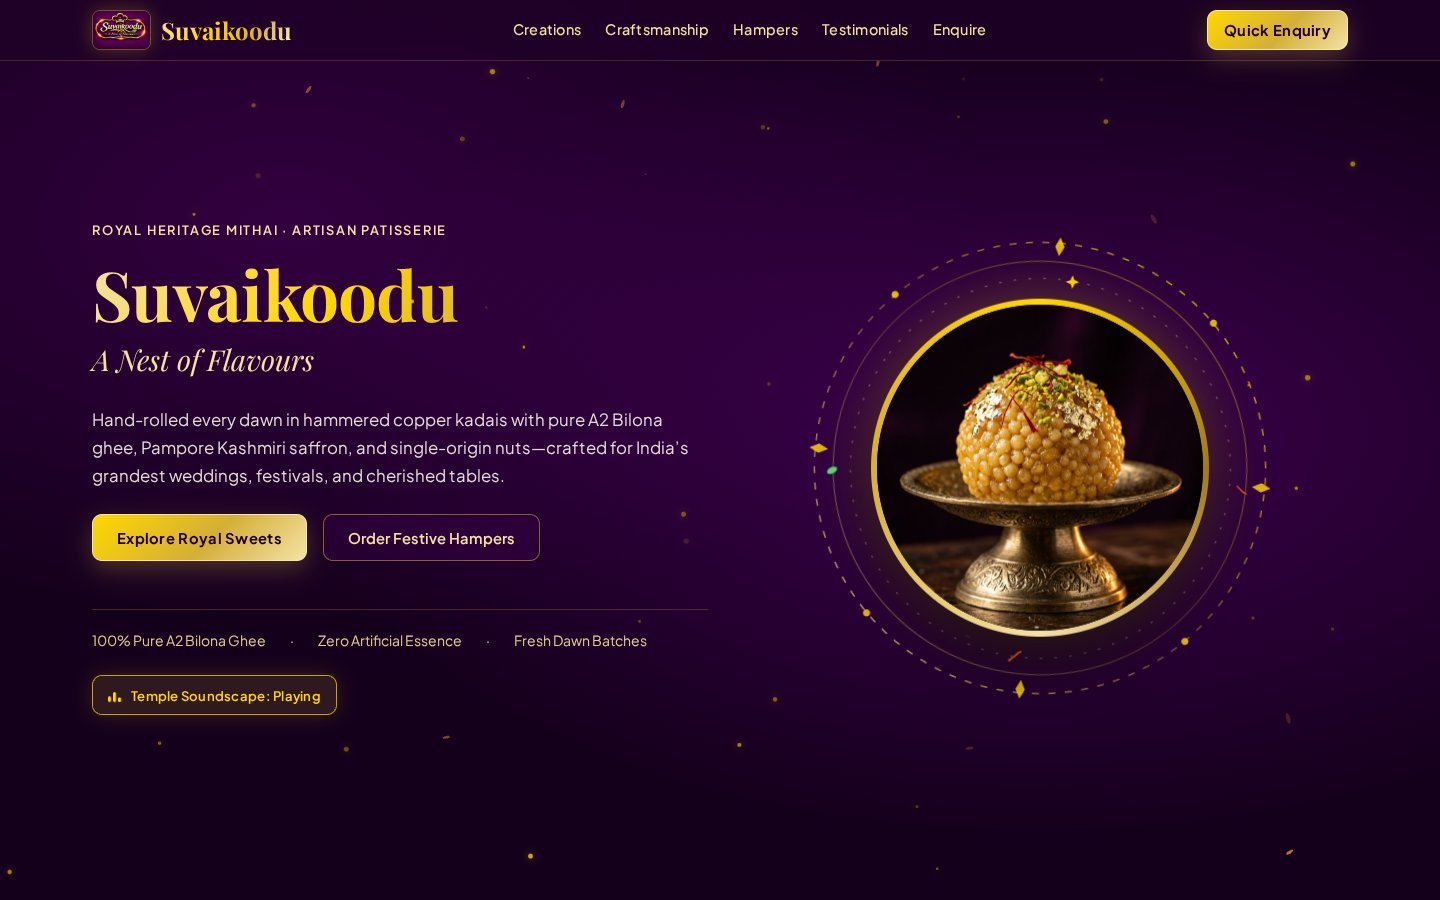 Suvaikoodu
Suvaikoodu
Creations
Craftsmanship
Hampers
Testimonials
Enquire
Quick Enquiry
ROYAL HERITAGE MITHAI · ARTISAN PATISSERIE
Suvaikoodu
A Nest of Flavours
Hand-rolled every dawn in hammered copper kadais with pure A2 Bilona
ghee, Pampore Kashmiri saffron, and single-origin nuts—crafted for India's
grandest weddings, festivals, and cherished tables.
Explore Royal Sweets
Order Festive Hampers
100% Pure A2 Bilona Ghee · Zero Artificial Essence · Fresh Dawn Batches
Temple Soundscape: Playing